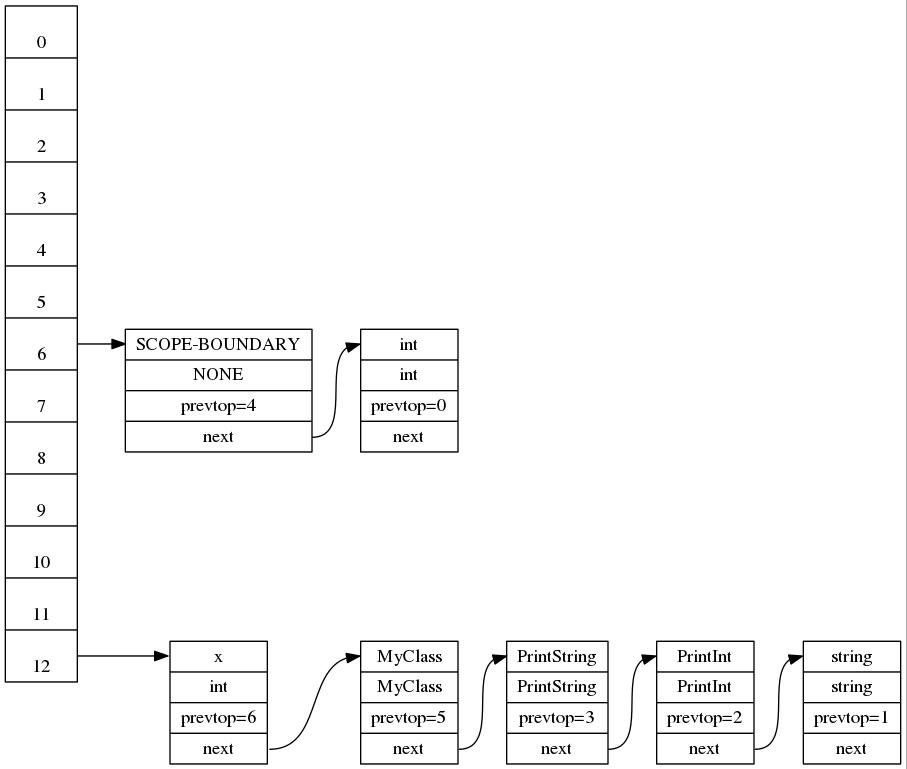 0
1
2
3
4
5
6
7
8
9
10
11
12
SCOPE-BOUNDARY
NONE
prevtop=4
next
int
int
prevtop=0
next
x
int
prevtop=6
next
MyClass
MyClass
prevtop=5
next
PrintString
PrintString
prevtop=3
next
PrintInt
PrintInt
prevtop=2
next
string
string
prevtop=1
next